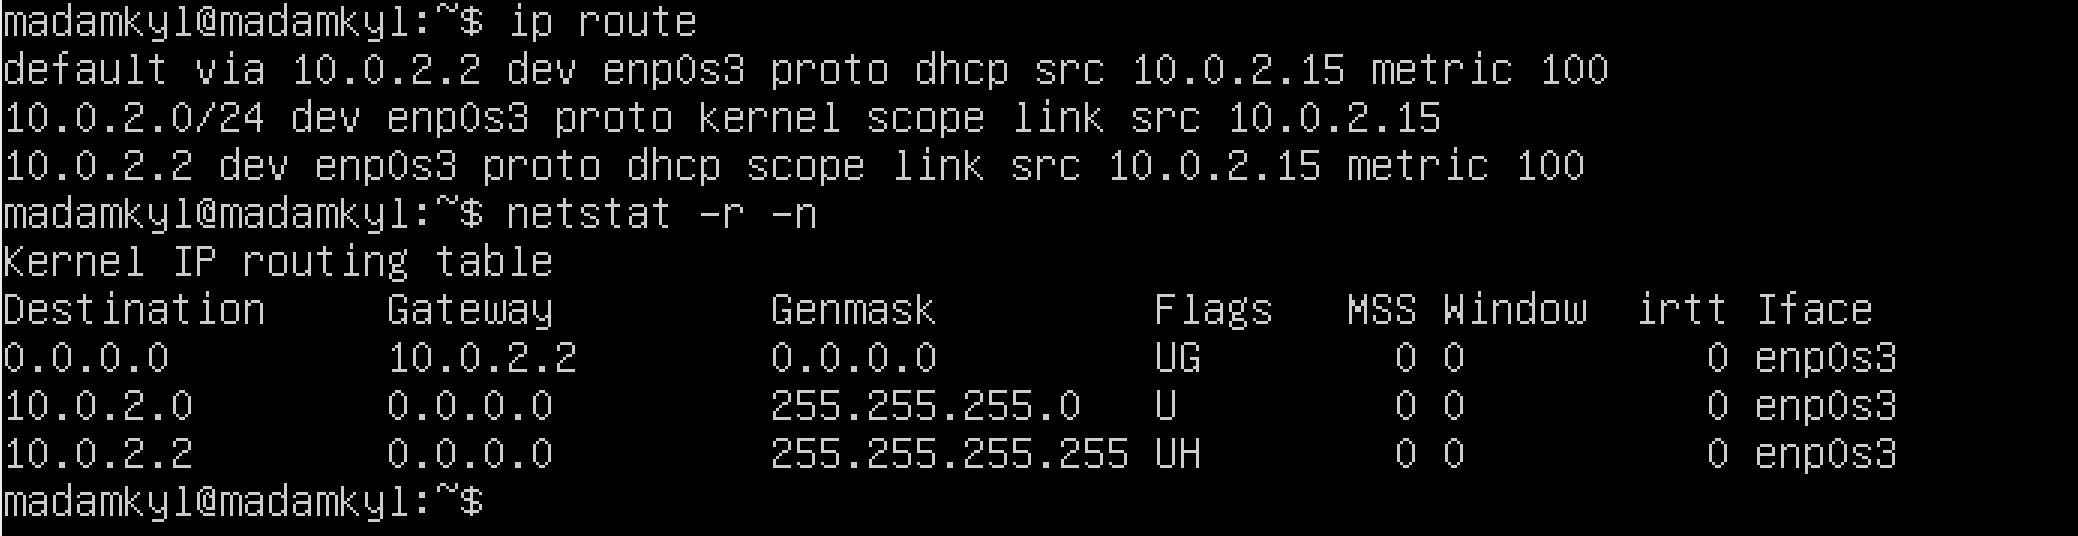 madamkyl@madamkyl:~$ ip route
default via 10.0.2.2 dev enp0s3 proto dhcp src 10.0.2.15 metric 100
10.0.2.0/24 dev enp0s3 proto kernel scope link src 10.0.2.15
10.0.2.2 dev enp0s3 proto dhcp scope link src 10.0.2.15 metric 100
madamkyl@madamkyl:~$ netstat -r -n
Kernel IP routing table
Destination     Gateway         Genmask         Flags   MSS Window  irtt Iface
0.0.0.0         10.0.2.2        0.0.0.0         UG        0 0          0 enp0s3
10.0.2.0        0.0.0.0         255.255.255.0   U         0 0          0 enp0s3
10.0.2.2        0.0.0.0         255.255.255.255 UH        0 0          0 enp0s3
madamkyl@madamkyl:~$